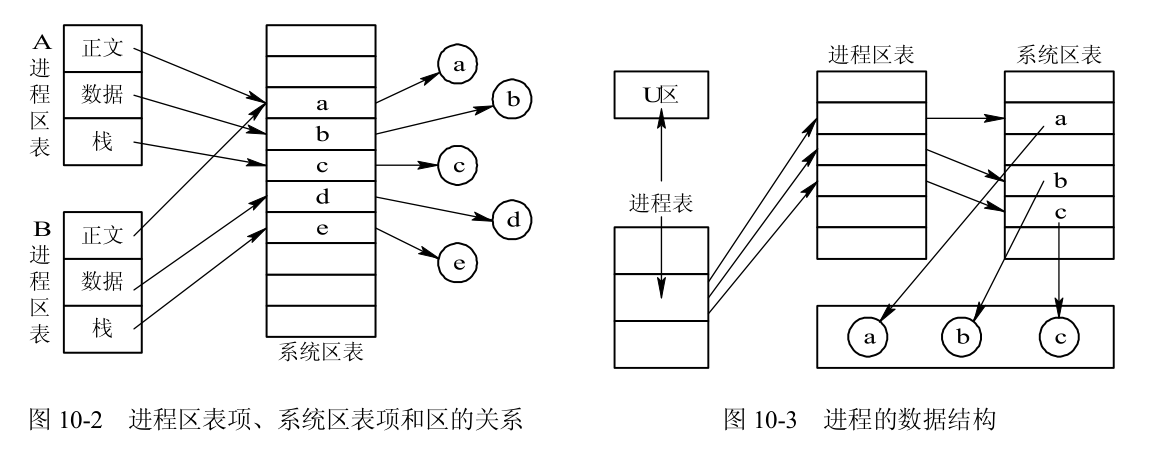 A进程区表
正文
数据
栈
B进程区表
正文
数据
栈
a
b
c
d
e
系统区表
a
b
c
d
e
图 10-2 进程区表项、系统区表项和区的关系
U区
进程表
进程区表
系统区表
a
b
c
a
b
c
图 10-3 进程的数据结构